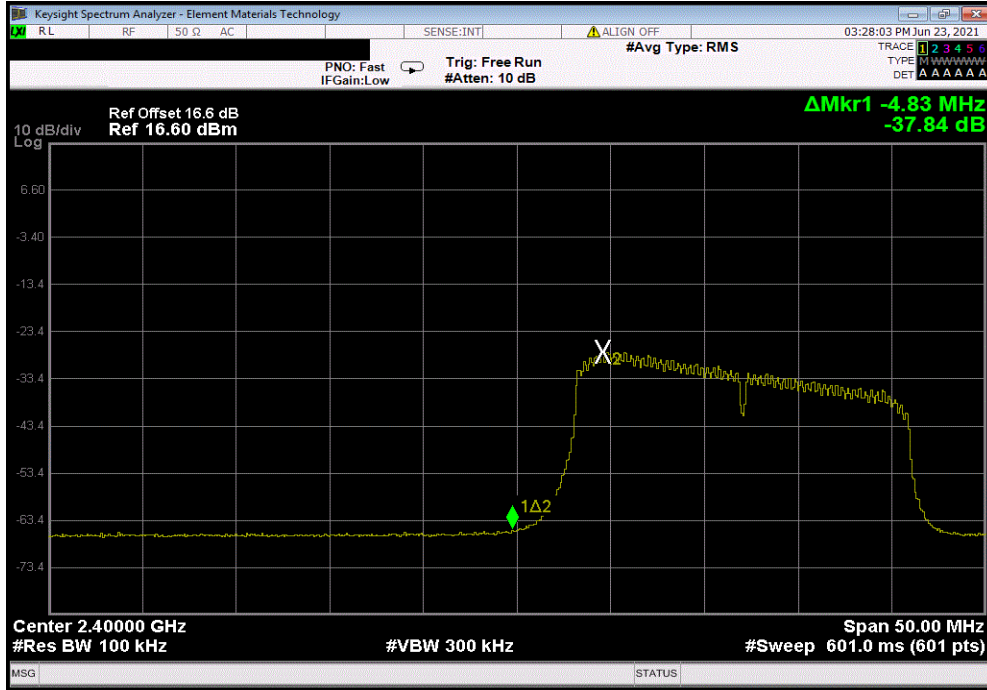 Keysight Spectrum Analyzer - Element Materials Technology
LXI RL RF 50 Ω AC SENSE:INT ALIGN OFF 03:28:03 PM Jun 23, 2021
#Avg Type: RMS TRACE 1 2 3 4 5 6
PNO: Fast Trig: Free Run TYPE M WWWWW
IFGain:Low #Atten: 10 dB DET A A A A A A
ΔMkr1 -4.83 MHz
Ref Offset 16.6 dB
10 dB/div Ref 16.60 dBm -37.84 dB
Log
6.60
-3.40
-13.4
-23.4
X2
-33.4
-43.4
-53.4
1Δ2
-63.4
-73.4
Center 2.40000 GHz Span 50.00 MHz
#Res BW 100 kHz #VBW 300 kHz #Sweep 601.0 ms (601 pts)
MSG STATUS